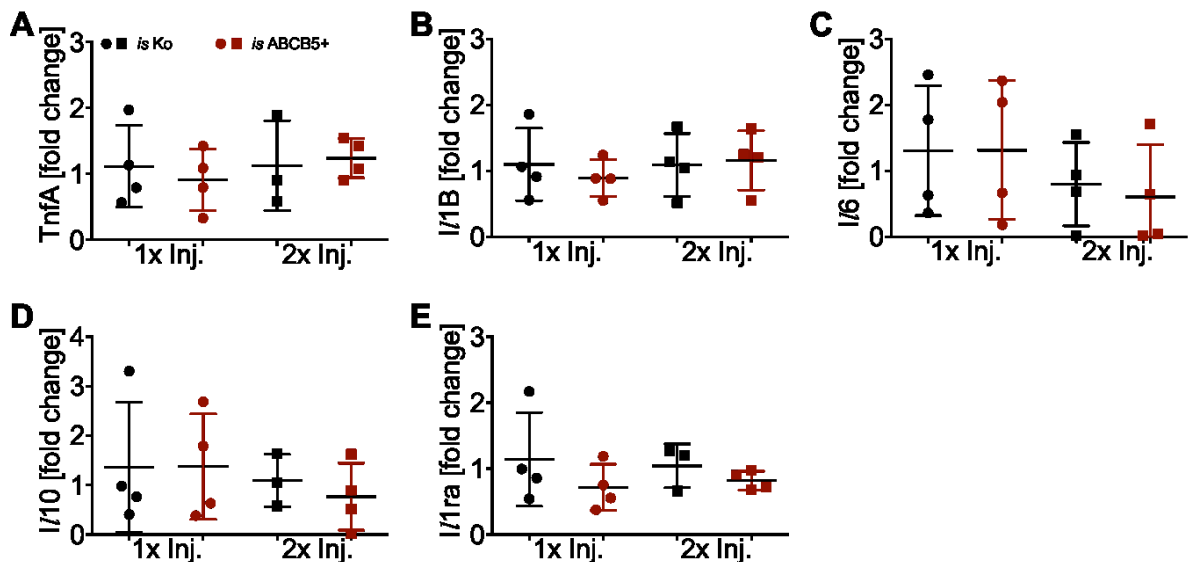 A
TnfA [fold change]
3
2
1
0
is Ko
is ABCB5+
1x Inj.
2x Inj.
B
Il1B [fold change]
3
2
1
0
1x Inj.
2x Inj.
C
Il6 [fold change]
3
2
1
0
1x Inj.
2x Inj.
D
Il10 [fold change]
4
3
2
1
0
1x Inj.
2x Inj.
E
Il1ra [fold change]
3
2
1
0
1x Inj.
2x Inj.